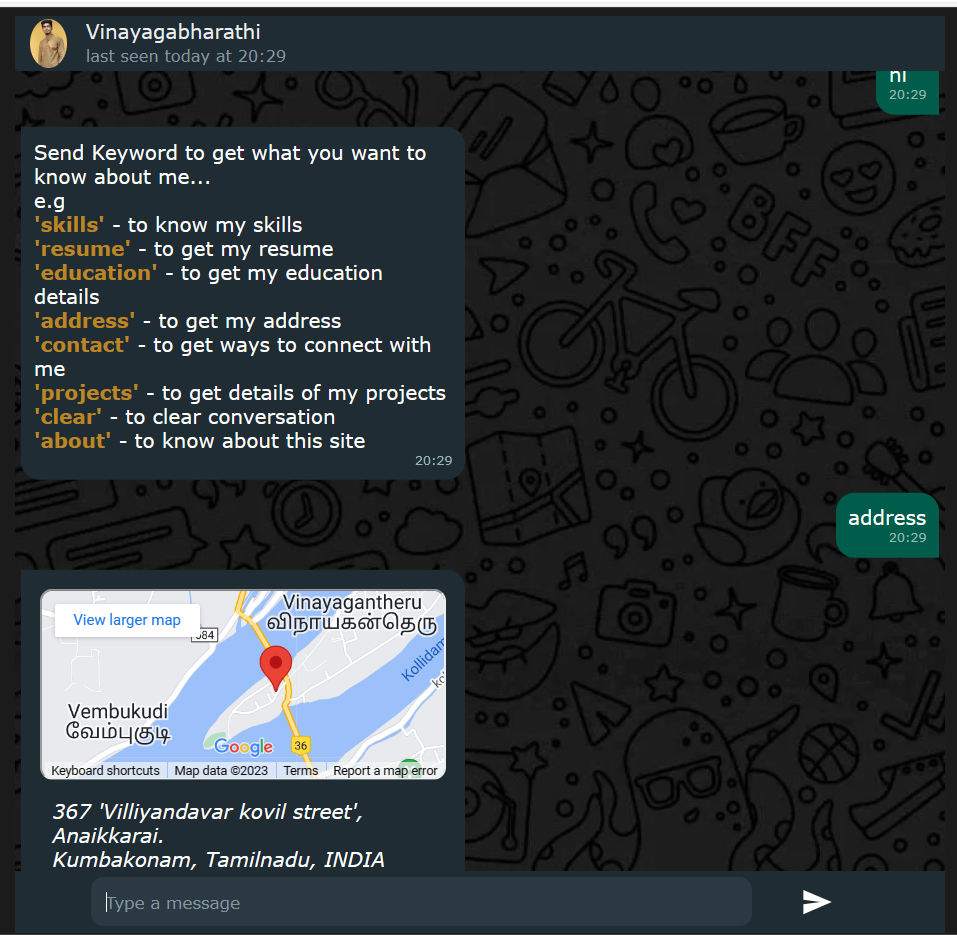 Vinayagabharathi
last seen today at 20:29
hi
20:29
Send Keyword to get what you want to
know about me...
e.g
'skills' - to know my skills
'resume' - to get my resume
'education' - to get my education
details
'address' - to get my address
'contact' - to get ways to connect with
me
'projects' - to get details of my projects
'clear' - to clear conversation
'about' - to know about this site
20:29
BFF
address
20:29
View larger map
Vinayagantheru
விநாயகன்தெரு
Kollidam
Vembukudi
வேம்புகுடி
Google
36
Keyboard shortcuts Map data ©2023 Terms Report a map error
367 'Villiyandavar kovil street',
Anaikkarai.
Kumbakonam, Tamilnadu, INDIA
Type a message